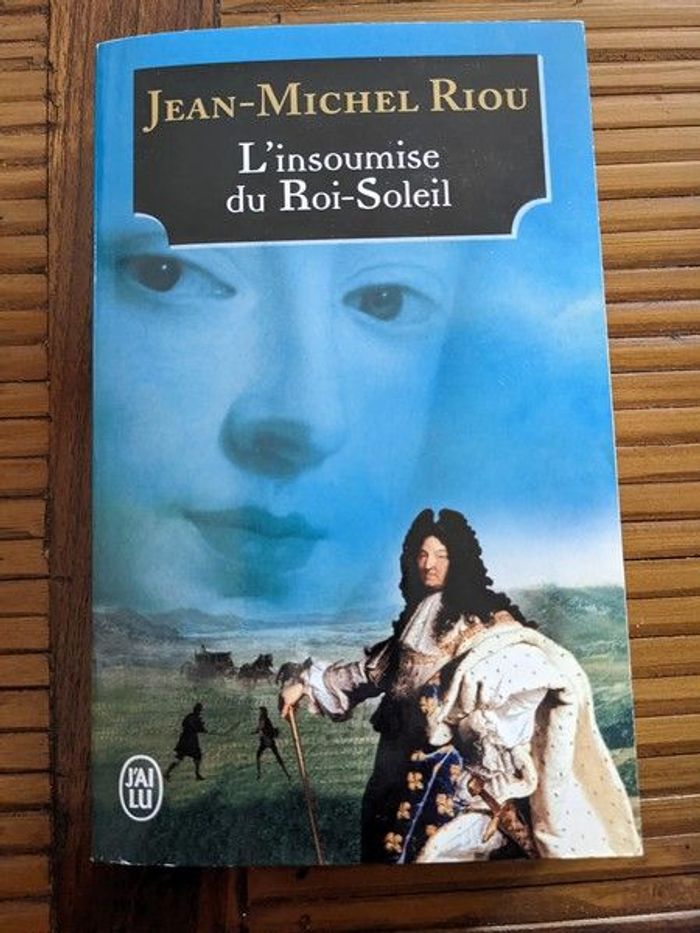 JEAN-MICHEL RIOU
L'insoumise
du Roi-Soleil
J'AI
LU